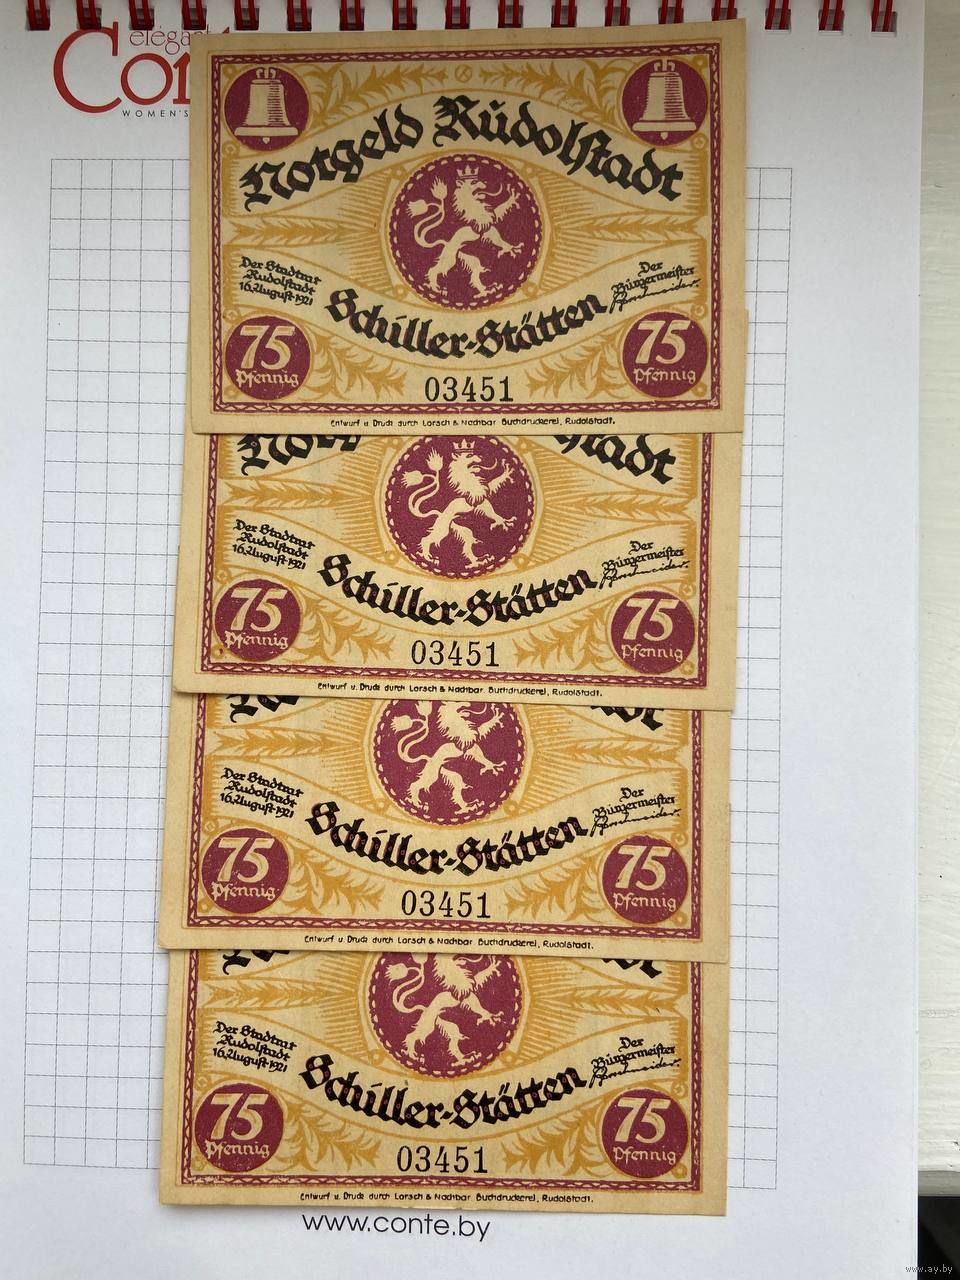 elegant
Con
WOMEN'S
Notgeld Rudolstadt
Der Stadtrat
Rudolstadt
16. August 1921
Der
Bürgermeister
Schiller-Stätten
75
Pfennig
03451
75
Pfennig
Entwurf u. Druck durch Lorsch & Nachbar Buchdruckerei, Rudolstadt.
Der Stadtrat
Rudolstadt
16. August 1921
Der
Bürgermeister
Schiller-Stätten
75
Pfennig
03451
75
Pfennig
Entwurf u. Druck durch Lorsch & Nachbar Buchdruckerei, Rudolstadt.
Der Stadtrat
Rudolstadt
16. August 1921
Der
Bürgermeister
Schiller-Stätten
75
Pfennig
03451
75
Pfennig
Entwurf u. Druck durch Lorsch & Nachbar Buchdruckerei, Rudolstadt.
Der Stadtrat
Rudolstadt
16. August 1921
Der
Bürgermeister
Schiller-Stätten
75
Pfennig
03451
75
Pfennig
Entwurf u. Druck durch Lorsch & Nachbar Buchdruckerei, Rudolstadt.
www.conte.by
www.ay.by